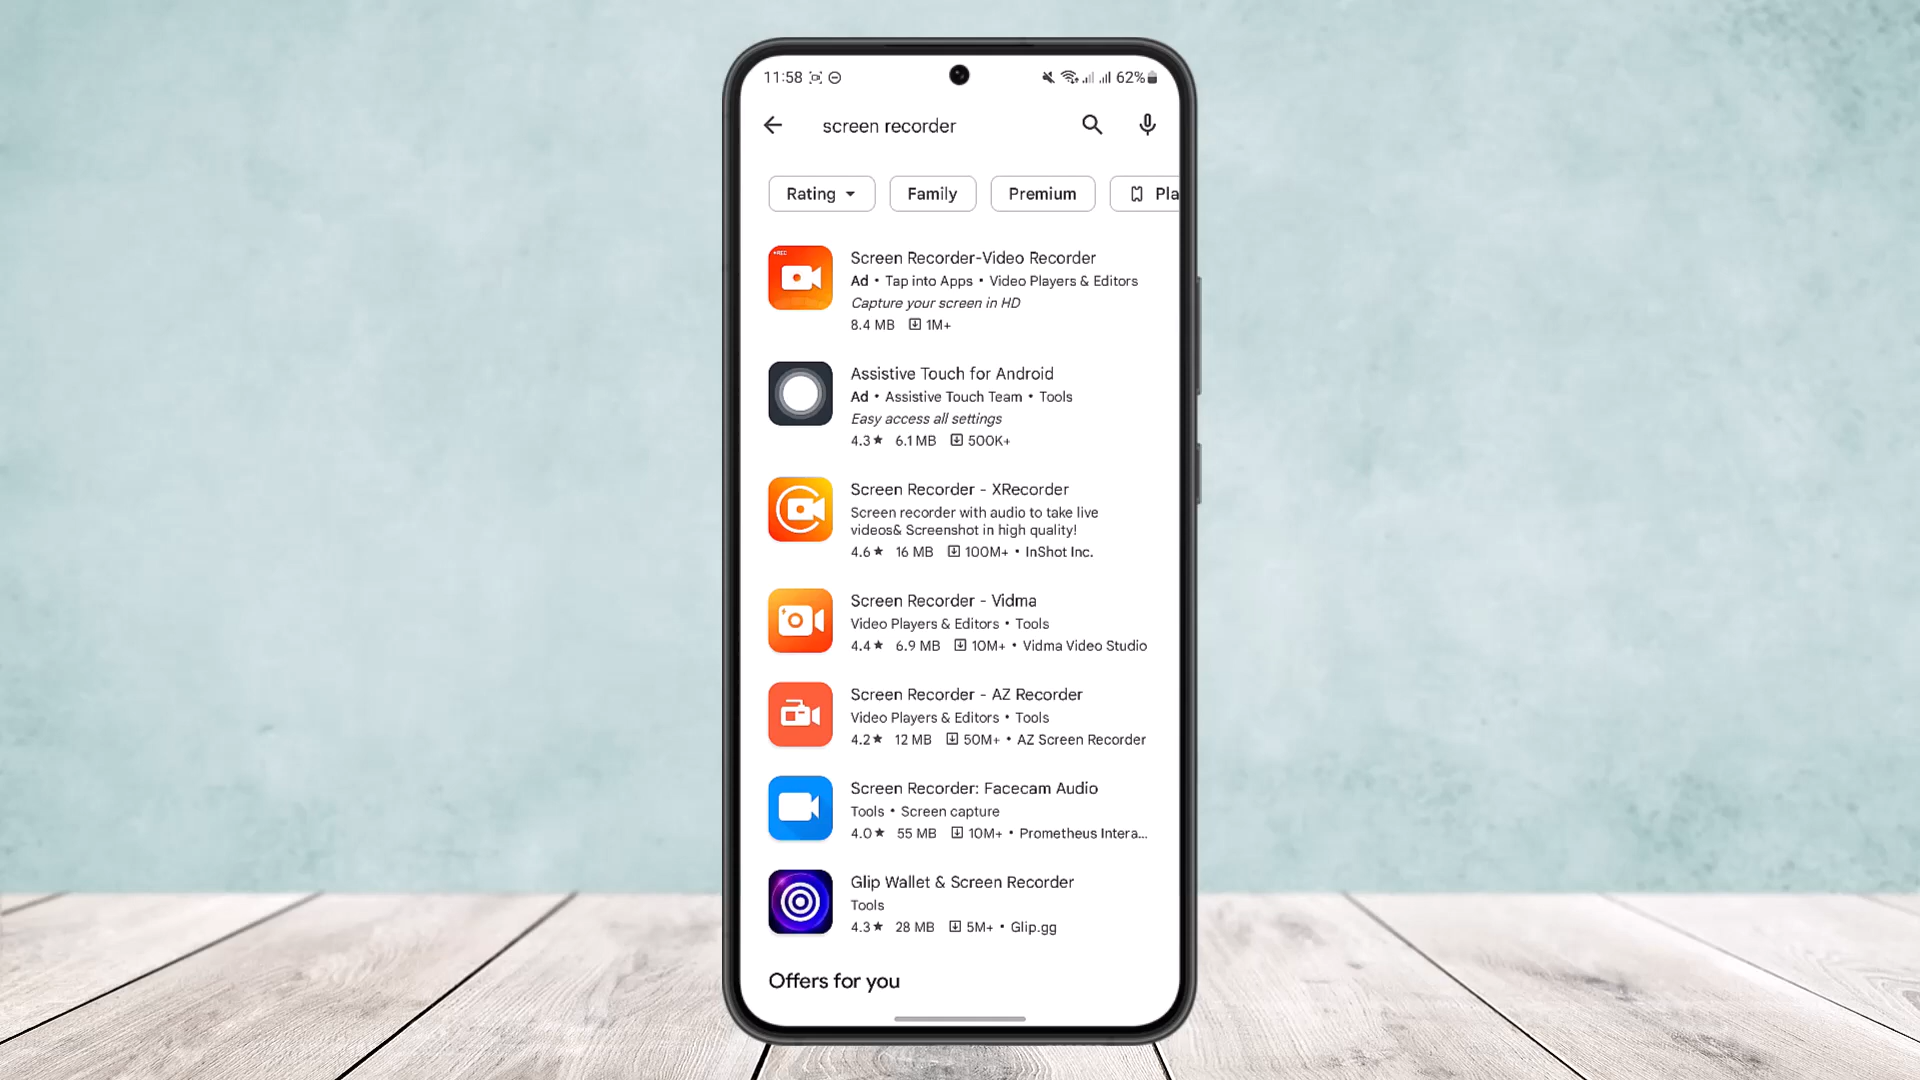 11:58 62%
screen recorder
Rating Family Premium Pla
Screen Recorder-Video Recorder
Ad • Tap into Apps • Video Players & Editors
Capture your screen in HD
8.4 MB 1M+
Assistive Touch for Android
Ad • Assistive Touch Team • Tools
Easy access all settings
4.3★ 6.1 MB 500K+
Screen Recorder - XRecorder
Screen recorder with audio to take live
videos& Screenshot in high quality!
4.6★ 16 MB 100M+ • InShot Inc.
Screen Recorder - Vidma
Video Players & Editors • Tools
4.4★ 6.9 MB 10M+ • Vidma Video Studio
Screen Recorder - AZ Recorder
Video Players & Editors • Tools
4.2★ 12 MB 50M+ • AZ Screen Recorder
Screen Recorder: Facecam Audio
Tools • Screen capture
4.0★ 55 MB 10M+ • Prometheus Intera...
Glip Wallet & Screen Recorder
Tools
4.3★ 28 MB 5M+ • Glip.gg
Offers for you